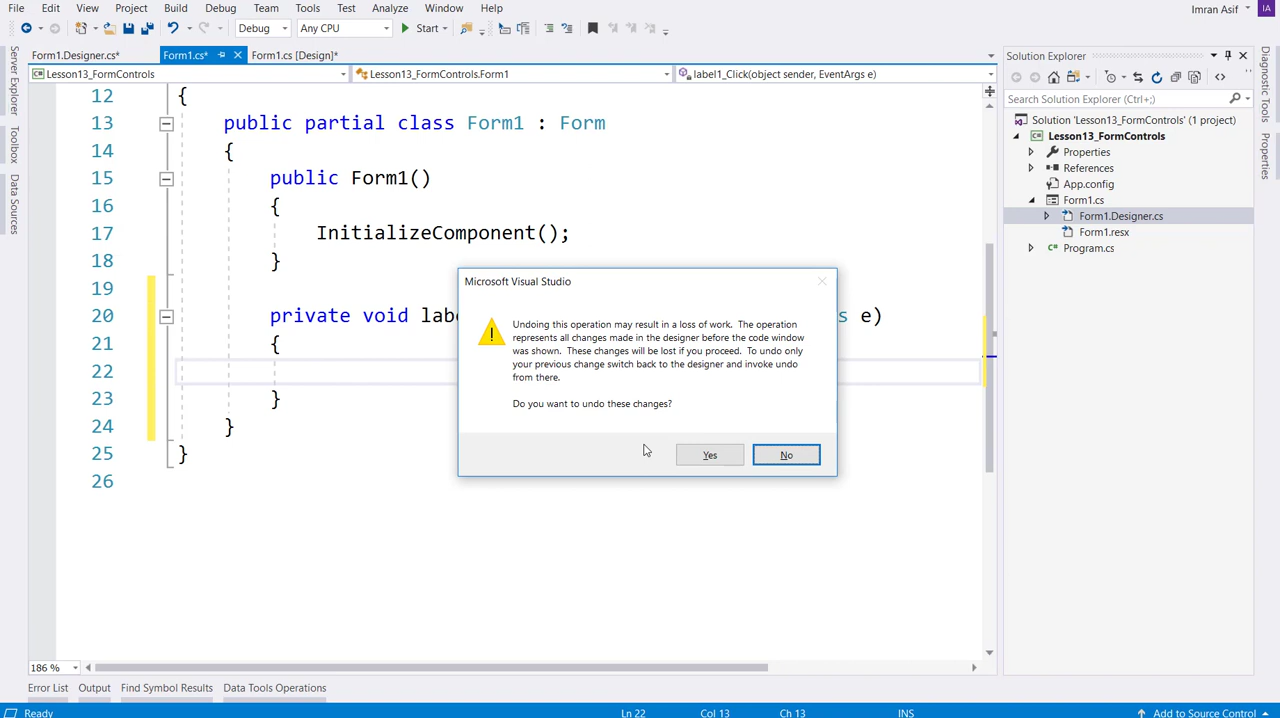 File Edit View Project Build Debug Team Tools Test Analyze Window Help Imran Asif IA
Debug Any CPU Start
Form1.Designer.cs* Form1.cs* Form1.cs [Design]*
Lesson13_FormControls Lesson13_FormControls.Form1 label1_Click(object sender, EventArgs e)
Server Explorer
Toolbox
Data Sources
12 {
13 public partial class Form1 : Form
14 {
15 public Form1()
16 {
17 InitializeComponent();
18 }
19
20 private void labe s e)
21 {
22
23 }
24 }
25 }
26
Microsoft Visual Studio
Undoing this operation may result in a loss of work. The operation
represents all changes made in the designer before the code window
was shown. These changes will be lost if you proceed. To undo only
your previous change switch back to the designer and invoke undo
from there.
Do you want to undo these changes?
Yes No
Solution Explorer
Search Solution Explorer (Ctrl+;)
Solution 'Lesson13_FormControls' (1 project)
Lesson13_FormControls
Properties
References
App.config
Form1.cs
Form1.Designer.cs
Form1.resx
Program.cs
Diagnostic Tools
Properties
186 %
Error List Output Find Symbol Results Data Tools Operations
Ready Ln 22 Ch 13 INS Add to Source Control